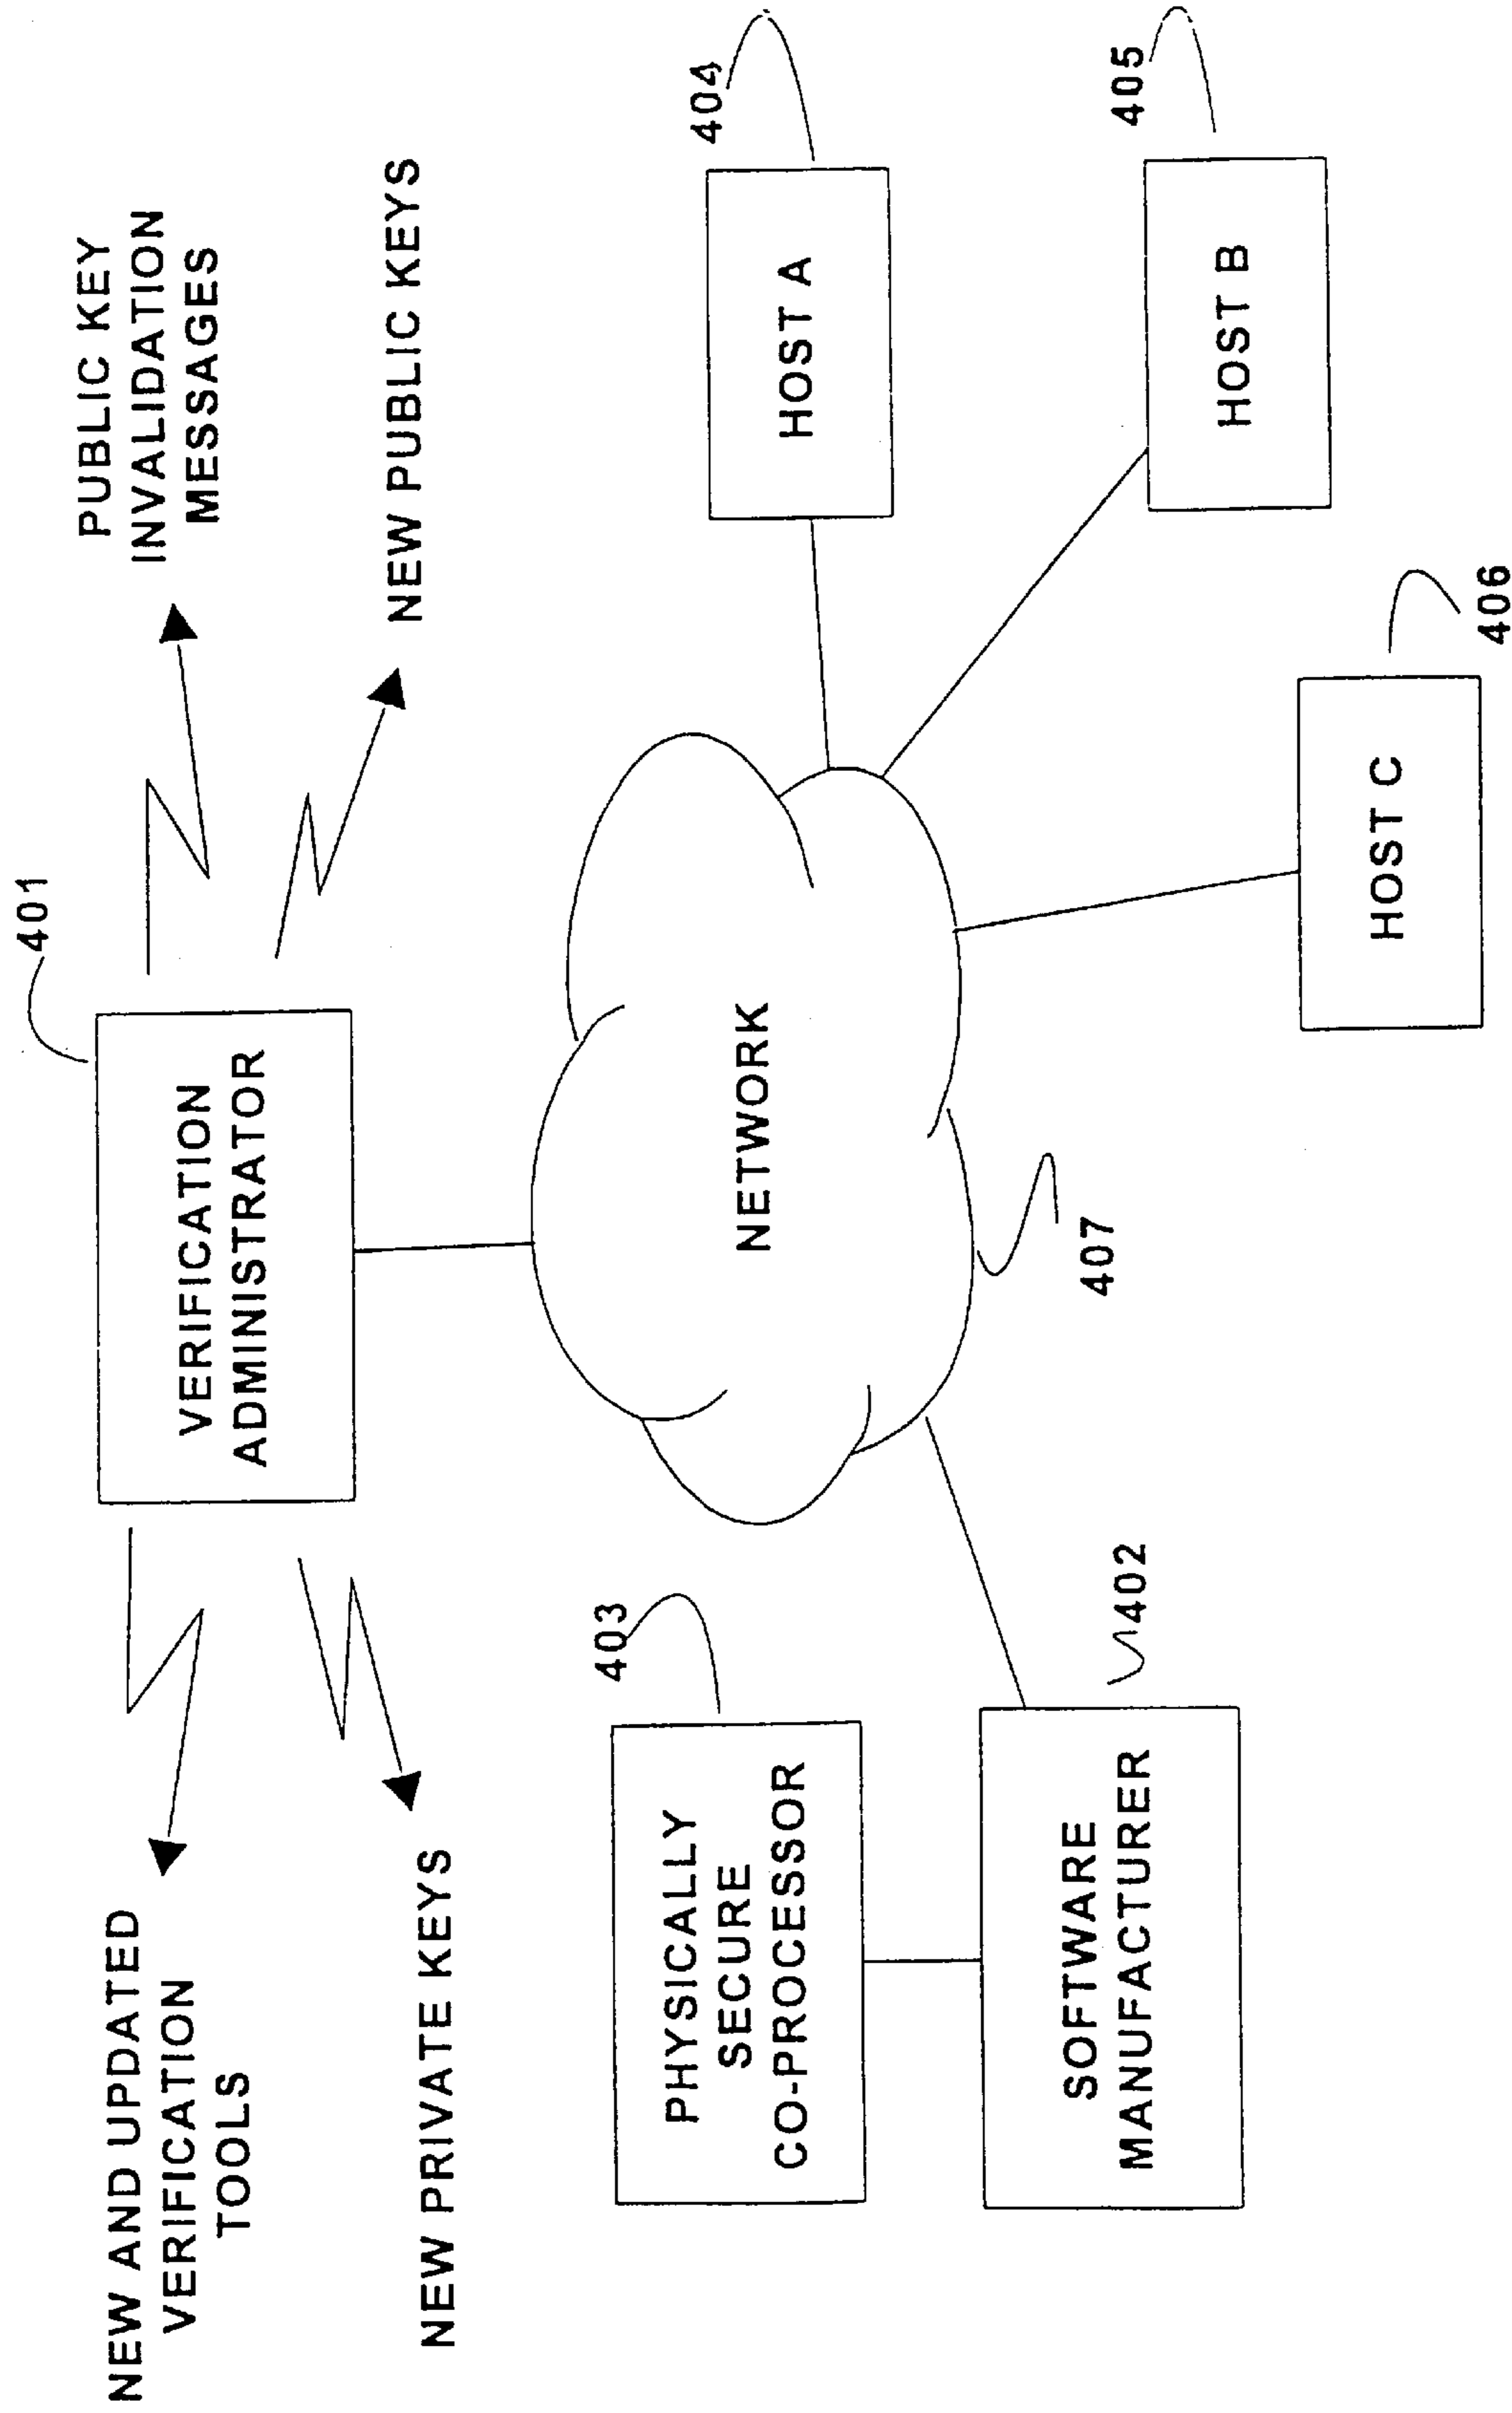 401
VERIFICATION
ADMINISTRATOR
NEW AND UPDATED
VERIFICATION
TOOLS
NEW PRIVATE KEYS
PUBLIC KEY
INVALIDATION
MESSAGES
NEW PUBLIC KEYS
403
PHYSICALLY
SECURE
CO-PROCESSOR
SOFTWARE
MANUFACTURER
402
NETWORK
407
404
HOST A
405
HOST B
HOST C
406